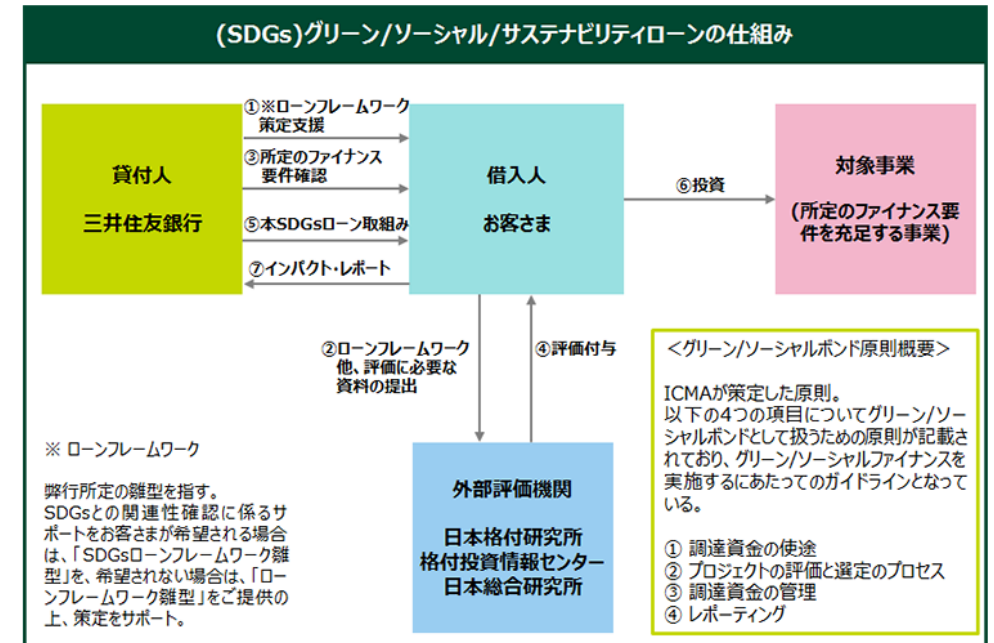 (SDGs)グリーン/ソーシャル/サステナビリティローンの仕組み
貸付人
三井住友銀行
①※ローンフレームワーク
策定支援
③所定のファイナンス
要件確認
⑤本SDGsローン取組み
⑦インパクト・レポート
借入人
お客さま
⑥投資
対象事業
(所定のファイナンス要
件を充足する事業)
②ローンフレームワーク
他、評価に必要な
資料の提出
④評価付与
外部評価機関
日本格付研究所
格付投資情報センター
日本総合研究所
※ ローンフレームワーク
弊行所定の雛型を指す。
SDGsとの関連性確認に係るサ
ポートをお客さまが希望される場合
は、「SDGsローンフレームワーク雛
型」を、希望されない場合は、「ロー
ンフレームワーク雛型」をご提供の
上、策定をサポート。
＜グリーン/ソーシャルボンド原則概要＞
ICMAが策定した原則。
以下の4つの項目についてグリーン/ソー
シャルボンドとして扱うための原則が記載さ
れており、グリーン/ソーシャルファイナンスを
実施するにあたってのガイドラインとなって
いる。
① 調達資金の使途
② プロジェクトの評価と選定のプロセス
③ 調達資金の管理
④ レポーティング